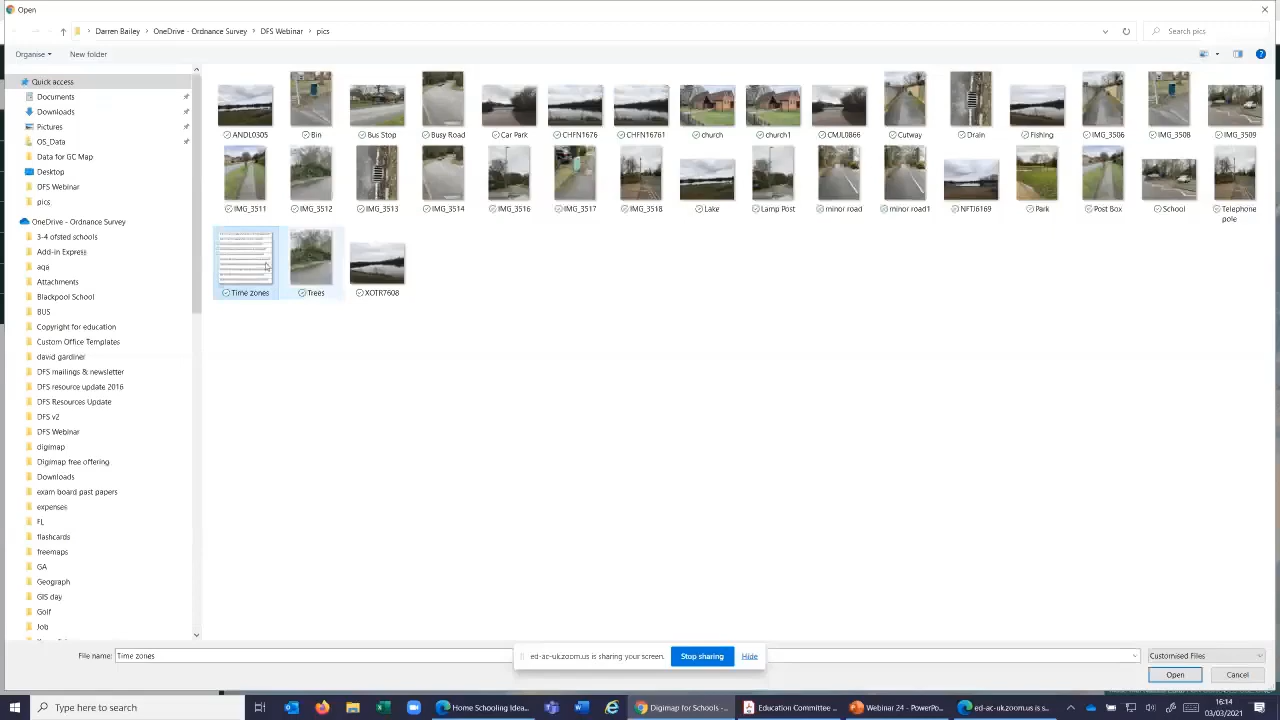 Open
Darren Bailey > OneDrive - Ordnance Survey > DFS Webinar > pics
Search pics
Organise
New folder
Quick access
Documents
Downloads
Pictures
OS_Data
Data for GC Map
Desktop
DFS Webinar
pics
OneDrive - Ordnance Survey
3-4 ofsted schools
Add-in Express
aqa
Attachments
Blackpool School
BUS
Copyright for education
Custom Office Templates
david gardiner
DFS mailings & newsletter
DFS resource update 2016
DFS Resources Update
DFS v2
DFS Webinar
digimap
Digimap free offering
Downloads
exam board past papers
expenses
FL
flashcards
freemaps
GA
Geograph
GIS day
Golf
Job
ANDL0305 Bin Bus Stop Busy Road Car Park CHFN1676 CHFN16761 church church1 CMJL0866 Cutway Drain Fishing IMG_3506 IMG_3508 IMG_3509
IMG_3511 IMG_3512 IMG_3513 IMG_3514 IMG_3516 IMG_3517 IMG_3518 Lake Lamp Post minor road minor road1 NFTJ6169 Park Post Box School Telephone
pole
Time zones Trees XOTR7608
File name: Time zones
Customised Files
ed-ac-uk.zoom.us is sharing your screen. Stop sharing Hide
Open Cancel
Type here to search
Home Schooling Idea...
Digimap for Schools -...
Education Committee ...
Webinar 24 - PowerPo...
ed-ac-uk.zoom.us is s...
16:14
03/03/2021